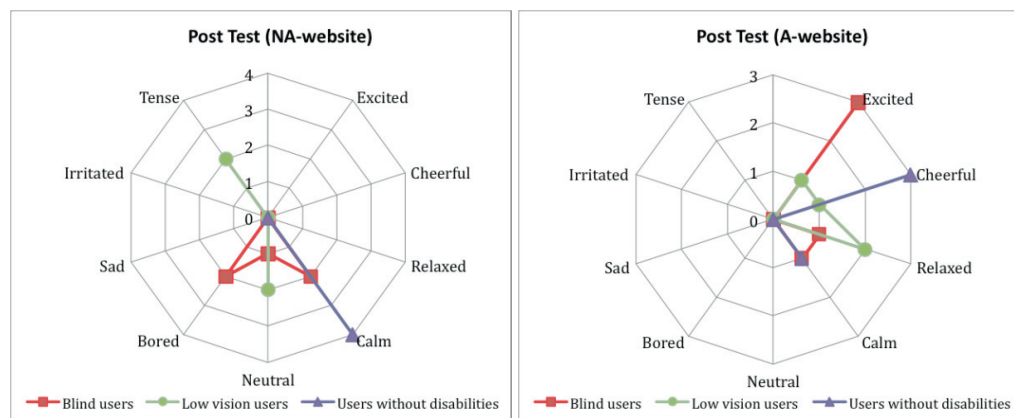 Post Test (NA-website)
4
3
2
1
0
Excited
Cheerful
Relaxed
Calm
Neutral
Bored
Sad
Irritated
Tense
Blind users
Low vision users
Users without disabilities
Post Test (A-website)
3
2
1
0
Excited
Cheerful
Relaxed
Calm
Neutral
Bored
Sad
Irritated
Tense
Blind users
Low vision users
Users without disabilities